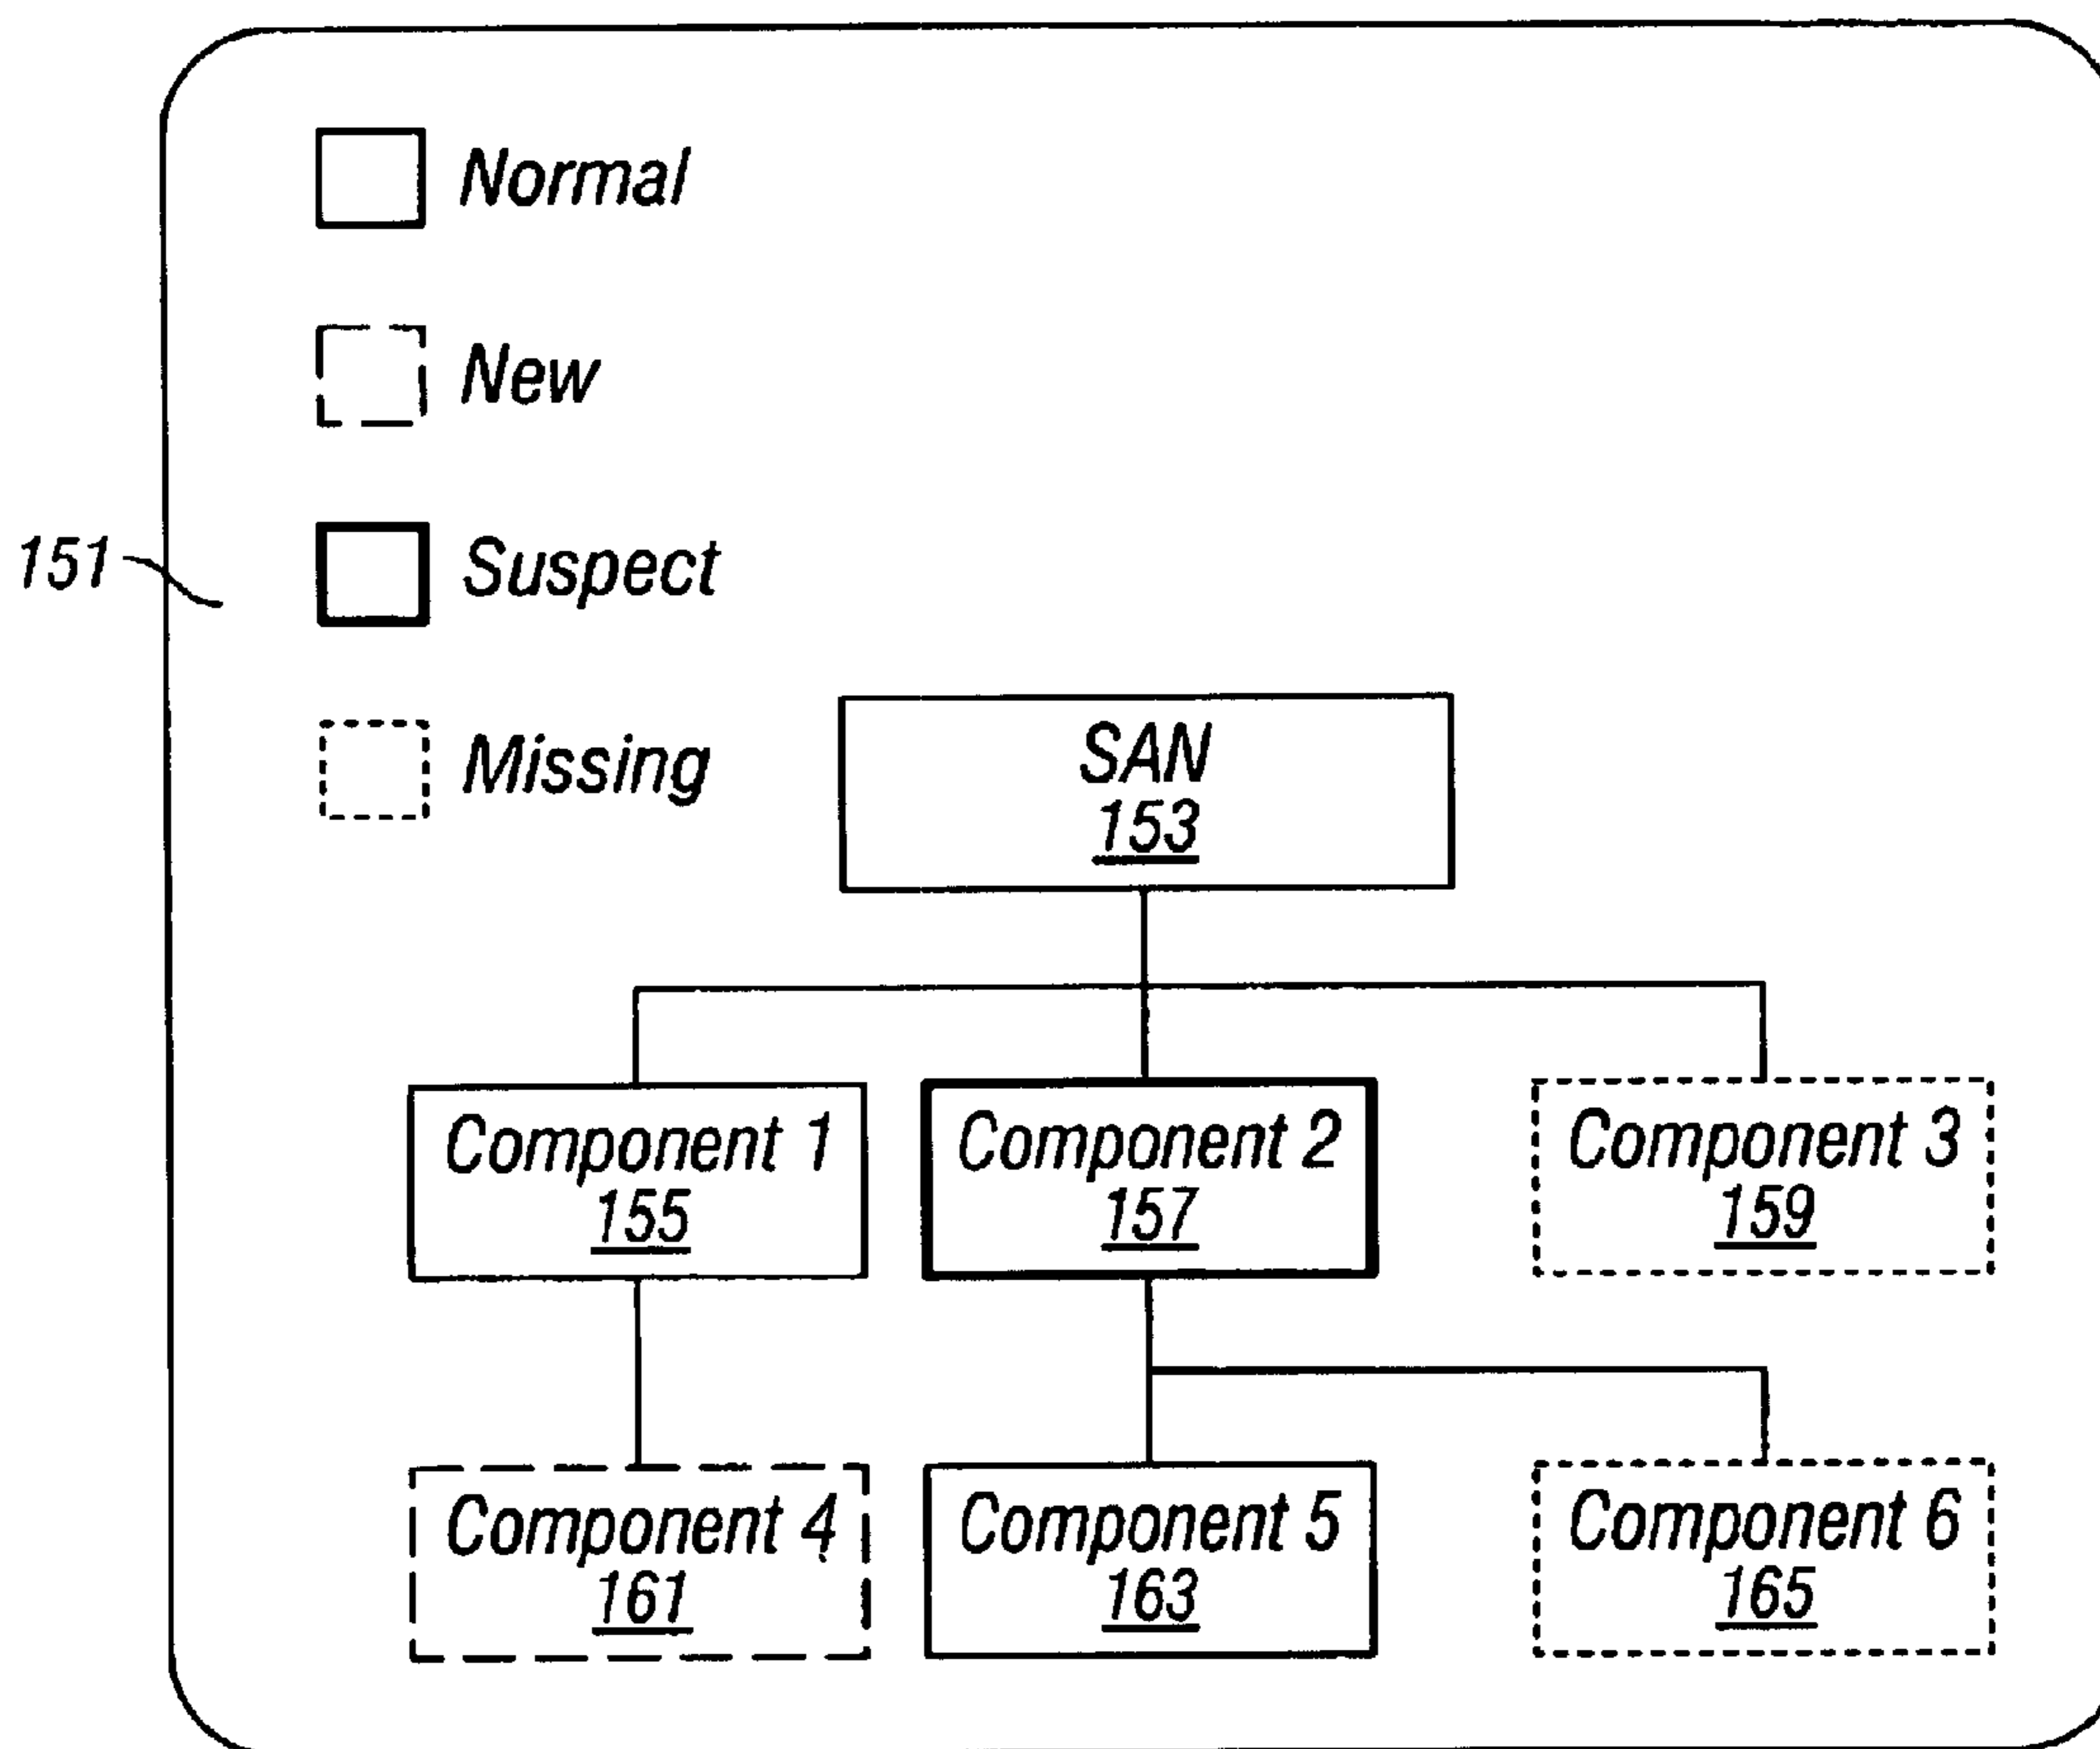 Normal
New
151
Suspect
Missing
SAN
153
Component 1
155
Component 2
157
Component 3
159
Component 4
161
Component 5
163
Component 6
165